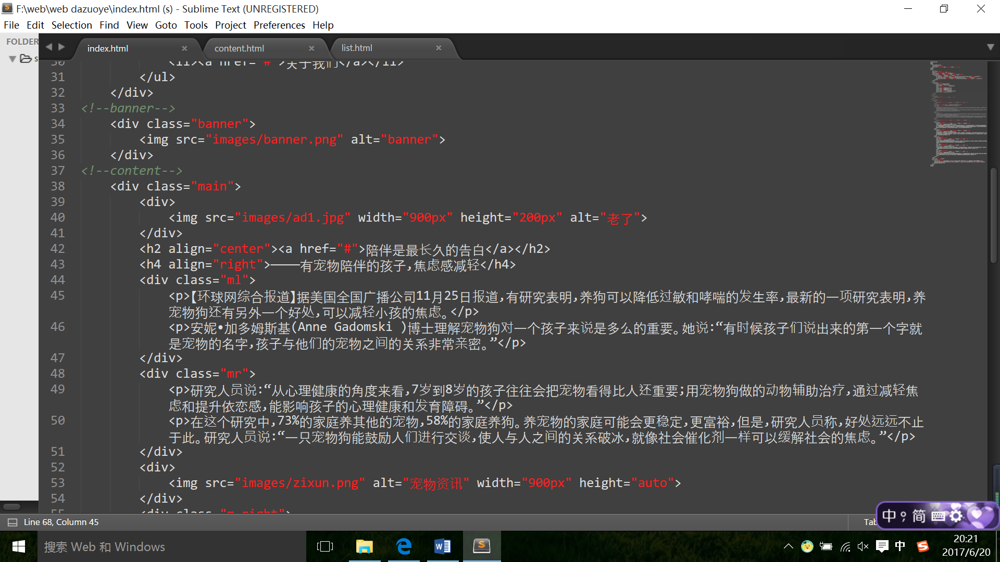 F:\web\web dazuoye\index.html (s) - Sublime Text (UNREGISTERED)
File Edit Selection Find View Goto Tools Project Preferences Help
FOLDER
s
index.html × content.html × list.html ×
30 <li><a href="#">关于我们</a></li>
31 </ul>
32 </div>
33 <!--banner-->
34 <div class="banner">
35 <img src="images/banner.png" alt="banner">
36 </div>
37 <!--content-->
38 <div class="main">
39 <div>
40 <img src="images/ad1.jpg" width="900px" height="200px" alt="老了">
41 </div>
42 <h2 align="center"><a href="#">陪伴是最长久的告白</a></h2>
43 <h4 align="right">————有宠物陪伴的孩子,焦虑感减轻</h4>
44 <div class="ml">
45 <p>【环球网综合报道】据美国全国广播公司11月25日报道,有研究表明,养狗可以降低过敏和哮喘的发生率,最新的一项研究表明,养
宠物狗还有另外一个好处,可以减轻小孩的焦虑。</p>
46 <p>安妮•加多姆斯基(Anne Gadomski )博士理解宠物狗对一个孩子来说是多么的重要。她说:“有时候孩子们说出来的第一个字就
是宠物的名字,孩子与他们的宠物之间的关系非常亲密。”</p>
47 </div>
48 <div class="mr">
49 <p>研究人员说:“从心理健康的角度来看,7岁到8岁的孩子往往会把宠物看得比人还重要;用宠物狗做的动物辅助治疗,通过减轻焦
虑和提升依恋感,能影响孩子的心理健康和发育障碍。”</p>
50 <p>在这个研究中,73%的家庭养其他的宠物,58%的家庭养狗。养宠物的家庭可能会更稳定,更富裕,但是,研究人员称,好处远远不止
于此。研究人员说:“一只宠物狗能鼓励人们进行交谈,使人与人之间的关系破冰,就像社会催化剂一样可以缓解社会的焦虑。”</p>
51 </div>
52 <div>
53 <img src="images/zixun.png" alt="宠物资讯" width="900px" height="auto">
54 </div>
55 <div class="m-right">
Line 68, Column 45
Tab
中 简
搜索 Web 和 Windows
中
20:21
2017/6/20